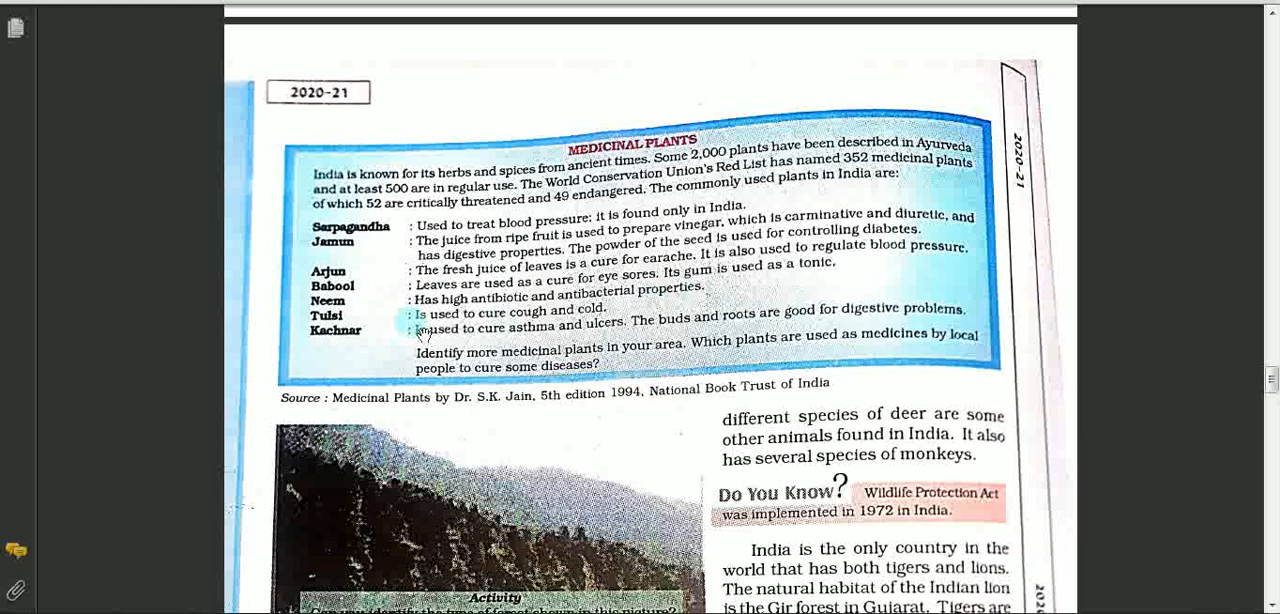 2020-21
2020-21
MEDICINAL PLANTS
India is known for its herbs and spices from ancient times. Some 2,000 plants have been described in Ayurveda
and at least 500 are in regular use. The World Conservation Union's Red List has named 352 medicinal plants
of which 52 are critically threatened and 49 endangered. The commonly used plants in India are:
Sarpagandha : Used to treat blood pressure; it is found only in India.
Jamun : The juice from ripe fruit is used to prepare vinegar, which is carminative and diuretic, and
has digestive properties. The powder of the seed is used for controlling diabetes.
Arjun : The fresh juice of leaves is a cure for earache. It is also used to regulate blood pressure.
Babool : Leaves are used as a cure for eye sores. Its gum is used as a tonic.
Neem : Has high antibiotic and antibacterial properties.
Tulsi : Is used to cure cough and cold.
Kachnar : used to cure asthma and ulcers. The buds and roots are good for digestive problems.
Identify more medicinal plants in your area. Which plants are used as medicines by local
people to cure some diseases?
Source : Medicinal Plants by Dr. S.K. Jain, 5th edition 1994, National Book Trust of India
different species of deer are some
other animals found in India. It also
has several species of monkeys.
Do You Know? Wildlife Protection Act
was implemented in 1972 in India.
India is the only country in the
world that has both tigers and lions.
The natural habitat of the Indian lion
is the Gir forest in Gujarat. Tigers are
Activity